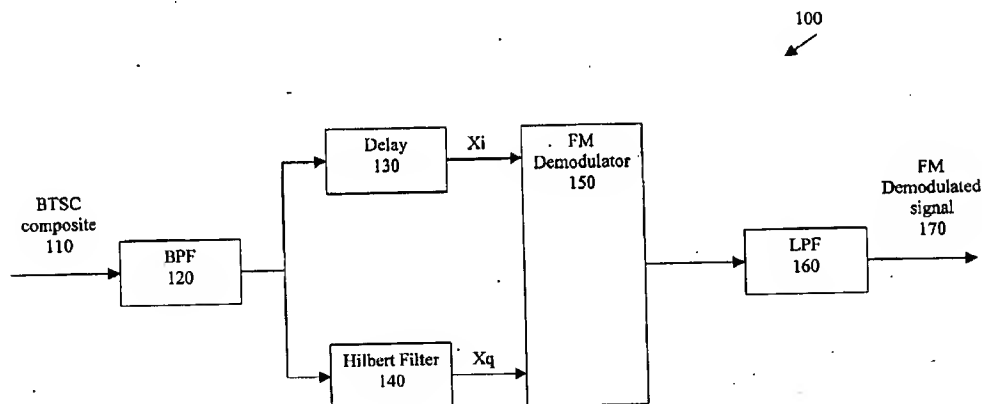 100
Delay
130
Xi
FM
Demodulator
150
BTSC
composite
110
BPF
120
FM
Demodulated
signal
170
LPF
160
Hilbert Filter
140
Xq